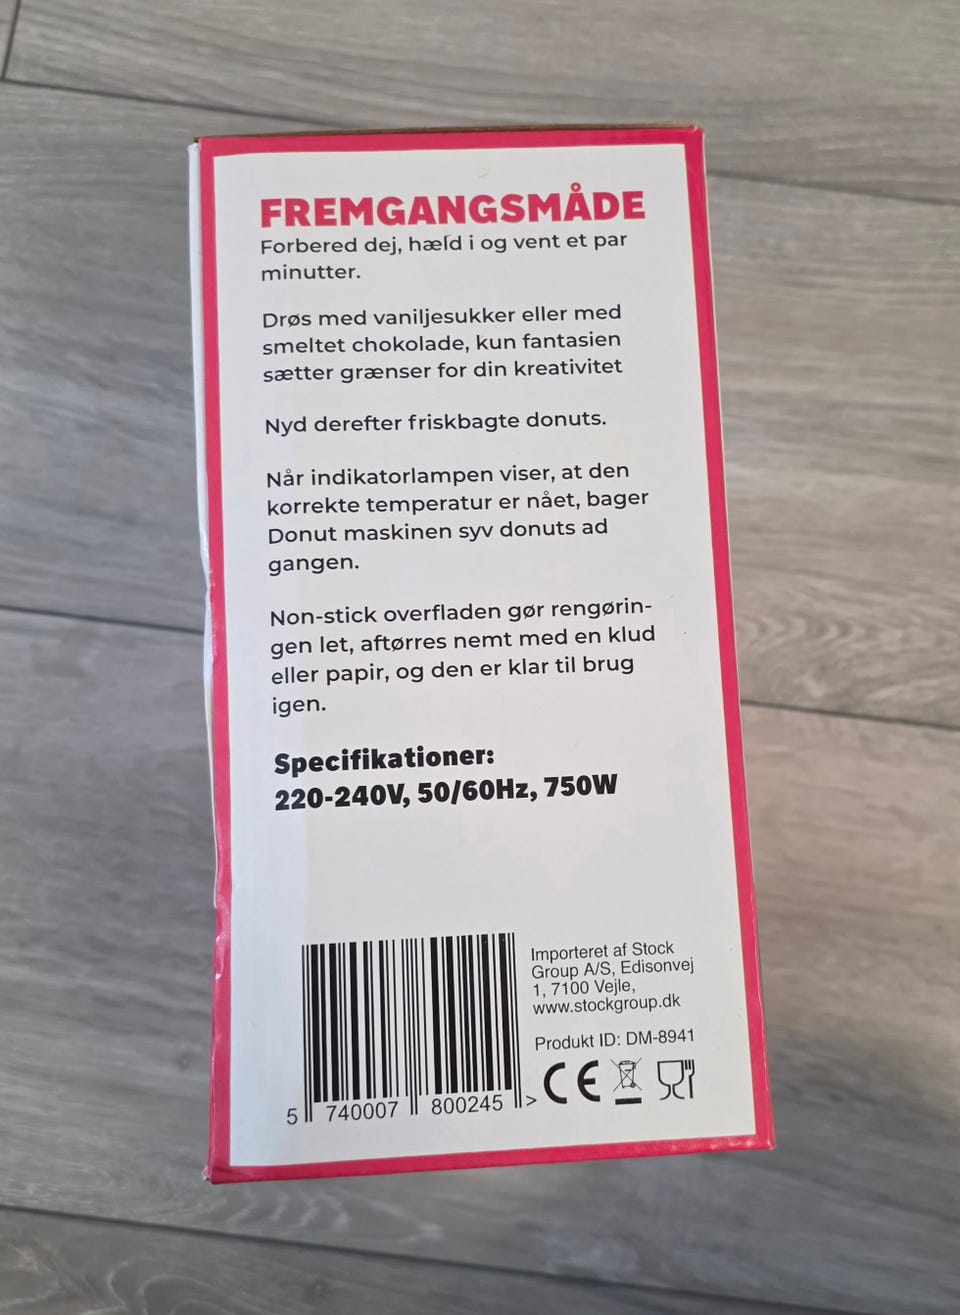 FREMGANGSMÅDE
Forbered dej, hæld i og vent et par
minutter.
Drøs med vaniljesukker eller med
smeltet chokolade, kun fantasien
sætter grænser for din kreativitet
Nyd derefter friskbagte donuts.
Når indikatorlampen viser, at den
korrekte temperatur er nået, bager
Donut maskinen syv donuts ad
gangen.
Non-stick overfladen gør rengørin-
gen let, aftørres nemt med en klud
eller papir, og den er klar til brug
igen.
Specifikationer:
220-240V, 50/60Hz, 750W
Importeret af Stock
Group A/S, Edisonvej
1, 7100 Vejle,
www.stockgroup.dk
Produkt ID: DM-8941
CE
5 740007 800245 >